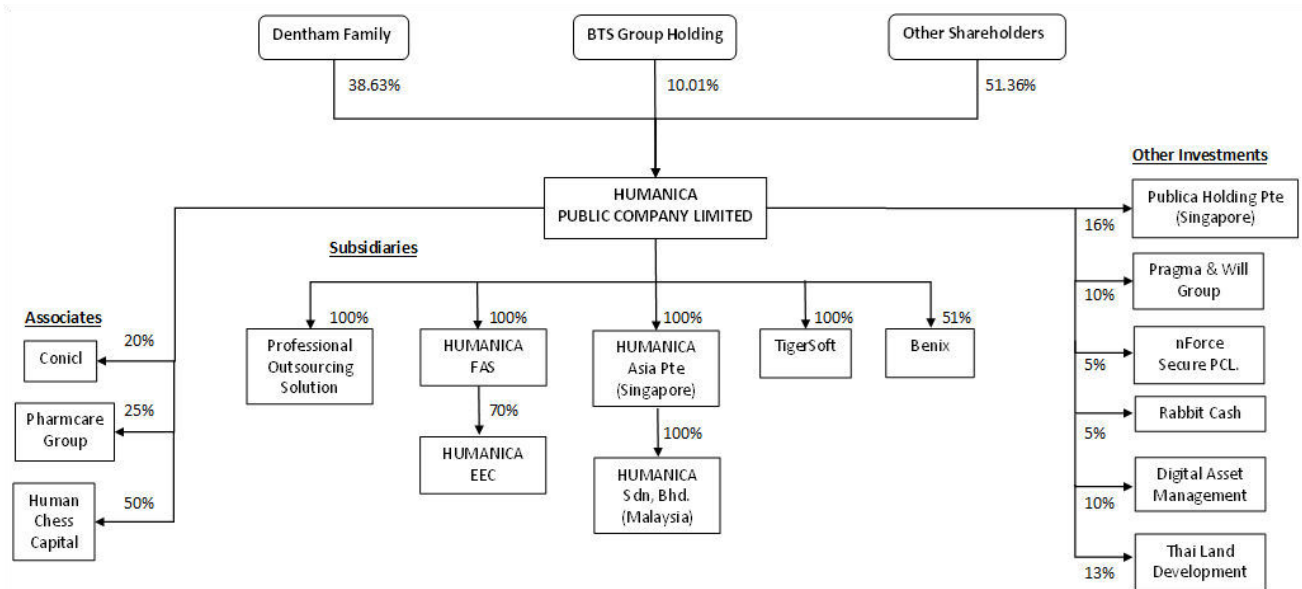 Dentham Family
BTS Group Holding
Other Shareholders
38.63%
10.01%
51.36%
HUMANICA
PUBLIC COMPANY LIMITED
Subsidiaries
100%
Professional
Outsourcing
Solution
100%
HUMANICA
FAS
70%
HUMANICA
EEC
100%
HUMANICA
Asia Pte
(Singapore)
100%
HUMANICA
Sdn, Bhd.
(Malaysia)
100%
TigerSoft
51%
Benix
Associates
20%
Conicl
25%
Pharmcare
Group
50%
Human
Chess
Capital
Other Investments
Publica Holding Pte
(Singapore)
16%
Pragma & Will
Group
10%
nForce
Secure PCL.
5%
Rabbit Cash
5%
Digital Asset
Management
10%
Thai Land
Development
13%